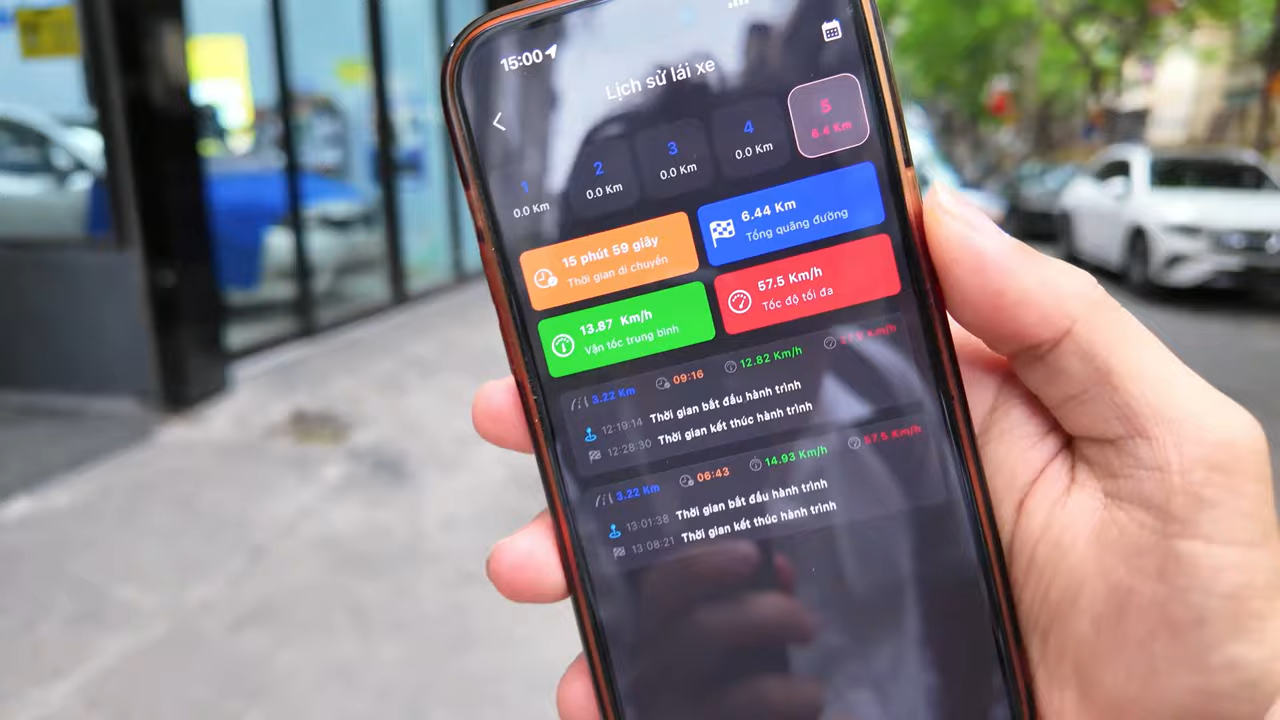 15:00
Lịch sử lái xe
1
0.0 Km
2
0.0 Km
3
0.0 Km
4
0.0 Km
5
6.4 Km
15 phút 59 giây
Thời gian di chuyển
6.44 Km
Tổng quãng đường
13.87 Km/h
Vận tốc trung bình
57.5 Km/h
Tốc độ tối đa
3.22 Km 09:16 12.82 Km/h Km/h
12:19:14 Thời gian bắt đầu hành trình
12:28:30 Thời gian kết thúc hành trình
3.22 Km 06:43 14.93 Km/h 57.5 Km/h
13:01:38 Thời gian bắt đầu hành trình
13:08:21 Thời gian kết thúc hành trình